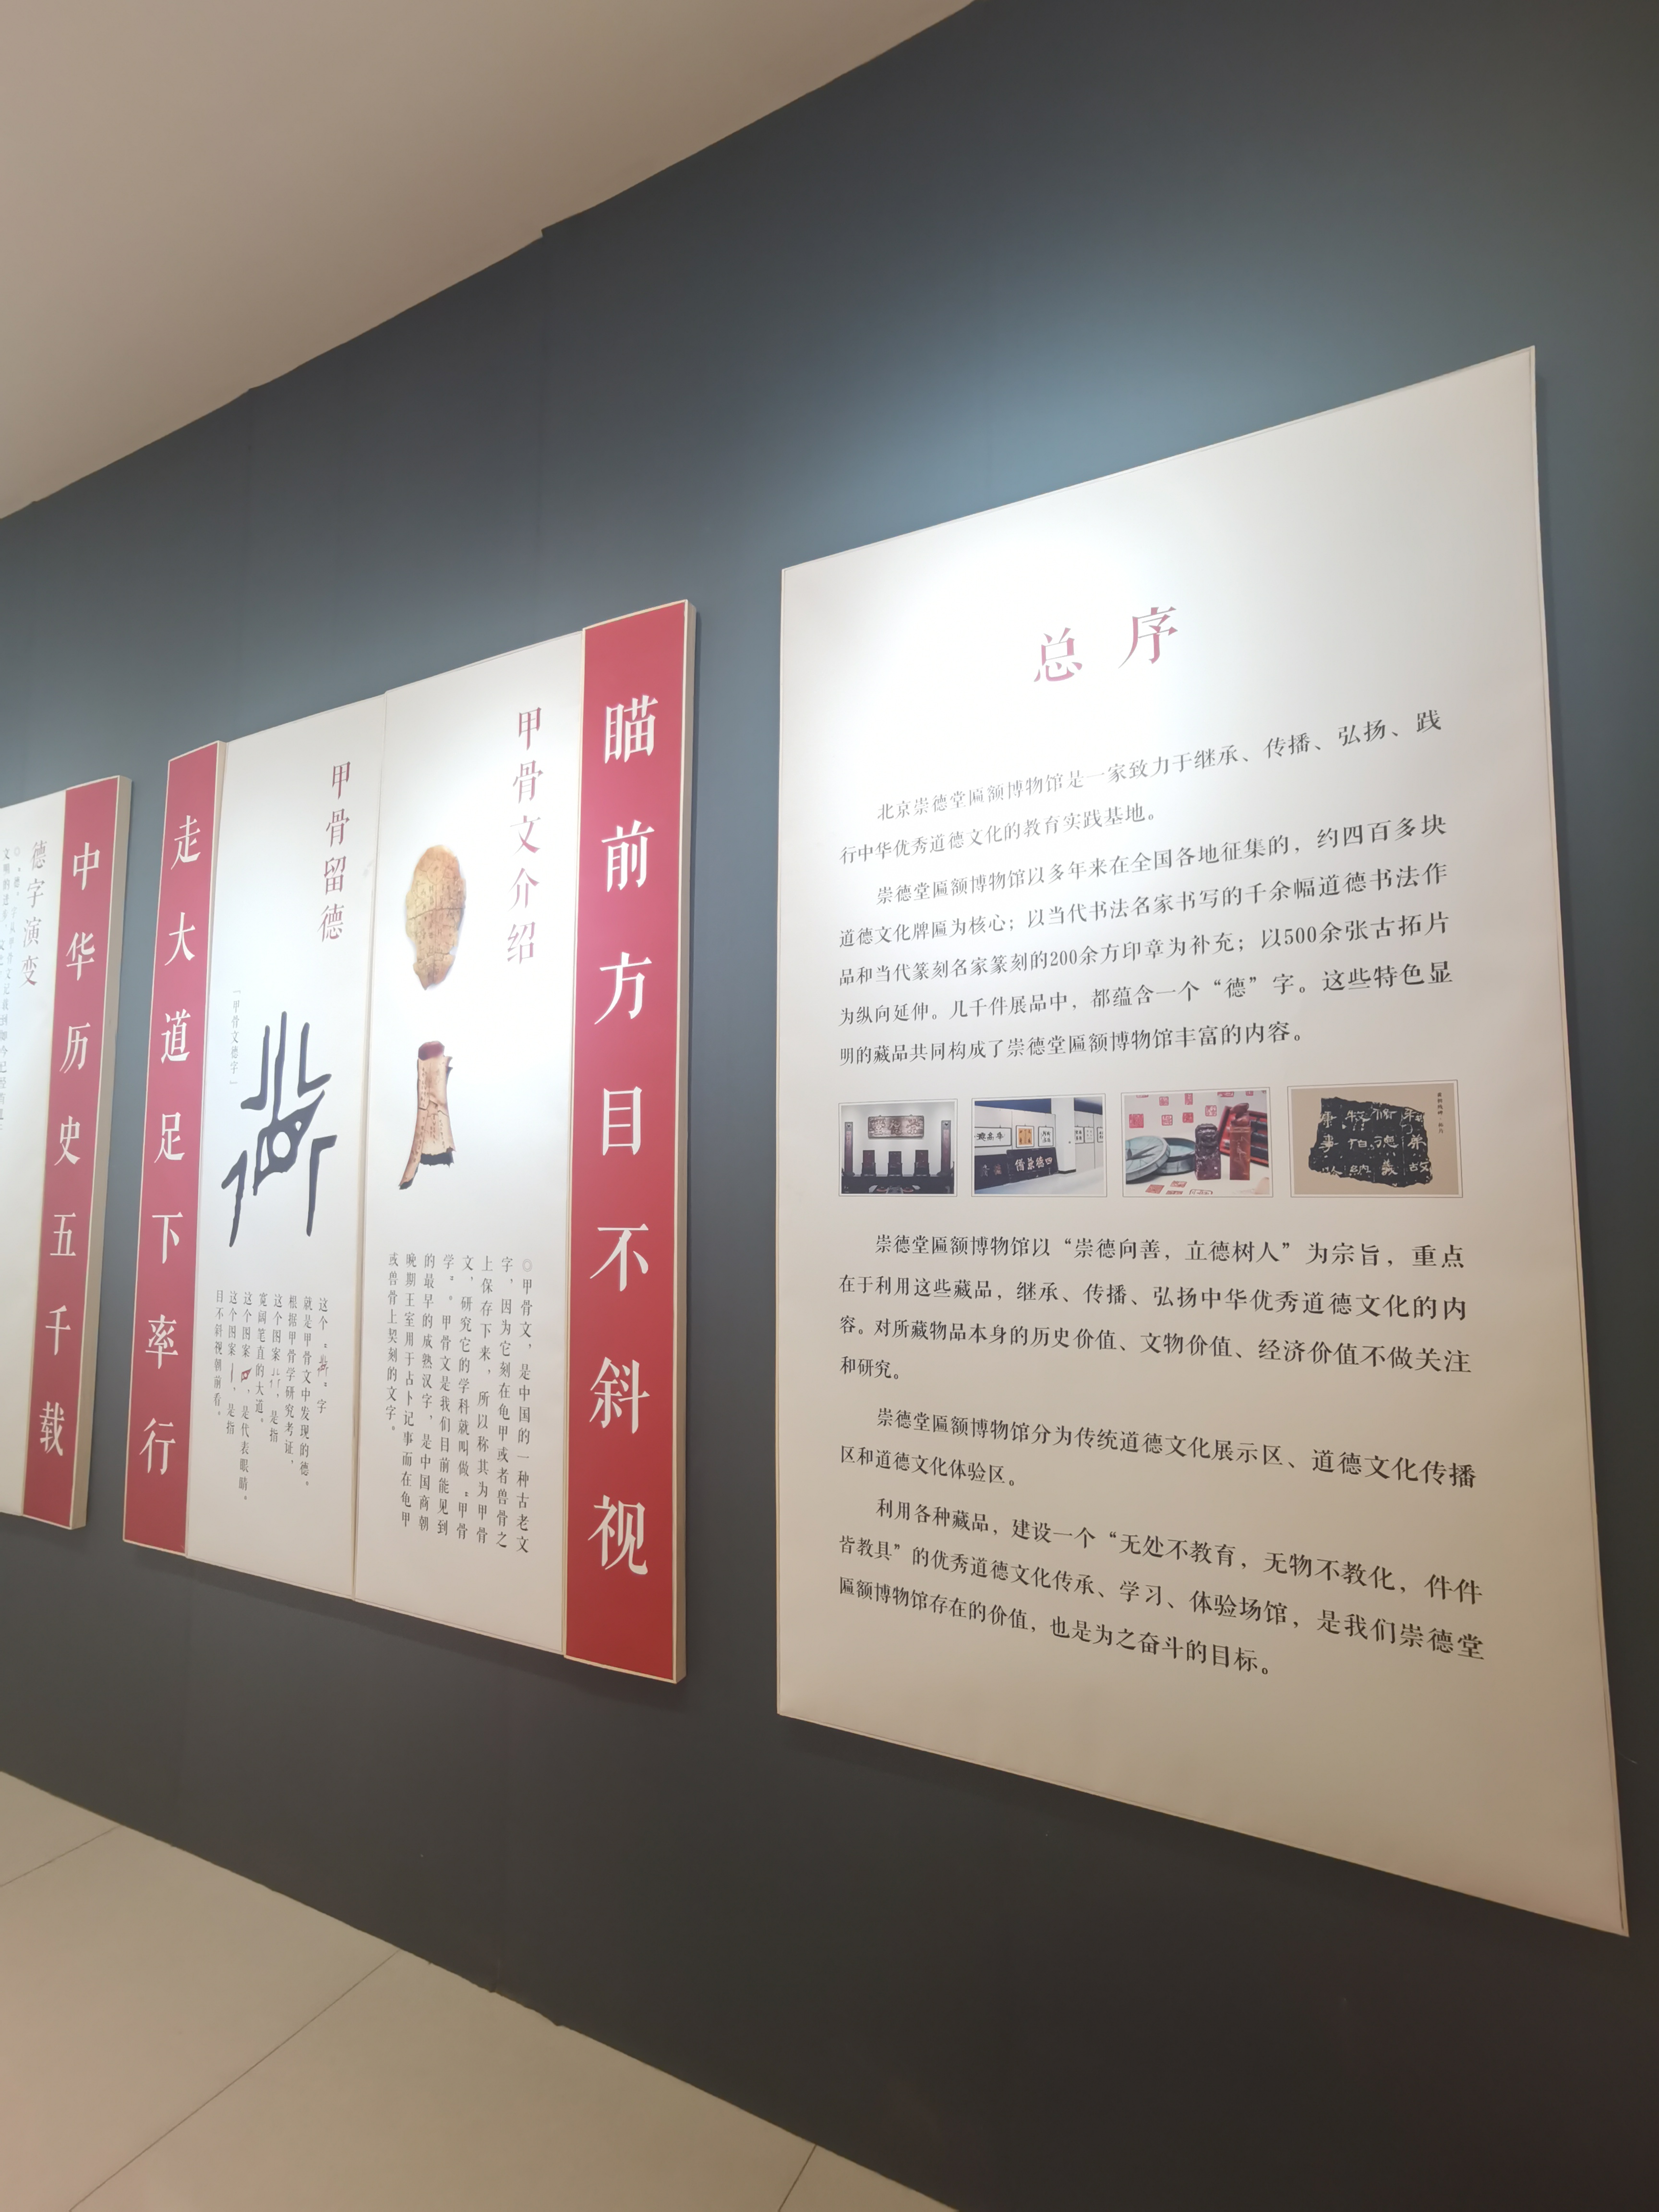 总序
北京崇德堂匾额博物馆是一家致力于继承、传播、弘扬、践
行中华优秀道德文化的教育实践基地。
崇德堂匾额博物馆以多年来在全国各地征集的，约四百多块
道德文化牌匾为核心；以当代书法名家书写的千余幅道德书法作
品和当代篆刻名家篆刻的200余方印章为补充；以500余张古拓片
为纵向延伸。几千件展品中，都蕴含一个“德”字。这些特色显
明的藏品共同构成了崇德堂匾额博物馆丰富的内容。
崇德堂匾额博物馆以“崇德向善，立德树人”为宗旨，重点
在于利用这些藏品，继承、传播、弘扬中华优秀道德文化的内
容。对所藏物品本身的历史价值、文物价值、经济价值不做关注
和研究。
崇德堂匾额博物馆分为传统道德文化展示区、道德文化传播
区和道德文化体验区。
利用各种藏品，建设一个“无处不教育，无物不教化，件件
皆教具”的优秀道德文化传承、学习、体验场馆，是我们崇德堂
匾额博物馆存在的价值，也是为之奋斗的目标。
瞄前方目不斜视
甲骨文介绍
◎甲骨文，是中国的一种古老文
字，因为它刻在龟甲或者兽骨之
上保存下来，所以称其为甲骨
文，研究它的学科就叫做“甲骨
学”。甲骨文是我们目前能见到
的最早的成熟汉字，是中国商朝
晚期王室用于占卜记事而在龟甲
或兽骨上契刻的文字。
甲骨留德
「甲骨文德字」
这个“ ”字
就是甲骨文中发现的德。
根据甲骨学研究考证，
这个图案 ，是指
宽阔笔直的大道。
这个图案 ，是代表眼睛。
这个图案 ，是指
目不斜视朝前看。
走大道足下率行
中华历史五千载
德字演变